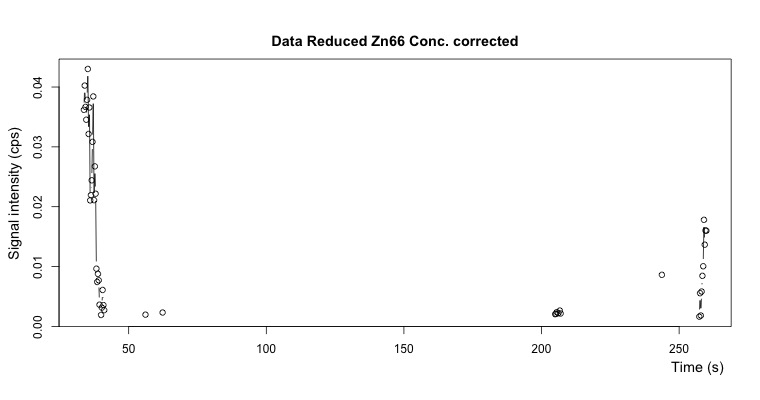 Data Reduced Zn66 Conc. corrected
Signal intensity (cps)
0.04
0.03
0.02
0.01
0.00
50 100 150 200 250
Time (s)